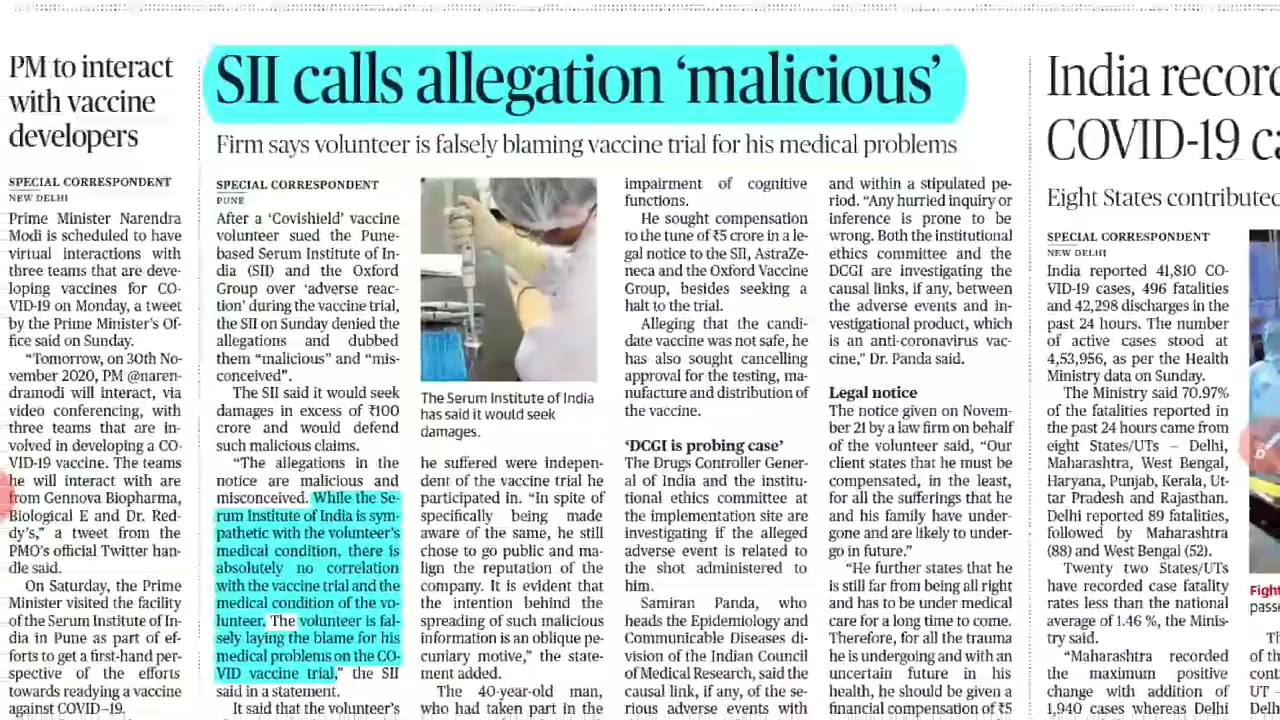 PM to interact
with vaccine
developers
SPECIAL CORRESPONDENT
NEW DELHI
Prime Minister Narendra
Modi is scheduled to have
virtual interactions with
three teams that are deve-
loping vaccines for CO-
VID-19 on Monday, a tweet
by the Prime Minister's Of-
fice said on Sunday.
“Tomorrow, on 30th No-
vember 2020, PM @naren-
dramodi will interact, via
video conferencing, with
three teams that are in-
volved in developing a CO-
VID-19 vaccine. The teams
he will interact with are
from Gennova Biopharma,
Biological E and Dr. Red-
dy's,” a tweet from the
PMO's official Twitter han-
dle said.
On Saturday, the Prime
Minister visited the facility
of the Serum Institute of In-
dia in Pune as part of ef-
forts to get a first-hand per-
spective of the efforts
towards readying a vaccine
against COVID-19.
SII calls allegation ‘malicious’
Firm says volunteer is falsely blaming vaccine trial for his medical problems
SPECIAL CORRESPONDENT
PUNE
After a ‘Covishield’ vaccine
volunteer sued the Pune-
based Serum Institute of In-
dia (SII) and the Oxford
Group over ‘adverse reac-
tion’ during the vaccine trial,
the SII on Sunday denied the
allegations and dubbed
them “malicious” and “mis-
conceived”.
The SII said it would seek
damages in excess of ₹100
crore and would defend
such malicious claims.
“The allegations in the
notice are malicious and
misconceived. While the Se-
rum Institute of India is sym-
pathetic with the volunteer's
medical condition, there is
absolutely no correlation
with the vaccine trial and the
medical condition of the vo-
lunteer. The volunteer is fal-
sely laying the blame for his
medical problems on the CO-
VID vaccine trial,” the SII
said in a statement.
It said that the volunteer's
The Serum Institute of India
has said it would seek
damages.
he suffered were indepen-
dent of the vaccine trial he
participated in. “In spite of
specifically being made
aware of the same, he still
chose to go public and ma-
lign the reputation of the
company. It is evident that
the intention behind the
spreading of such malicious
information is an oblique pe-
cuniary motive,” the state-
ment added.
The 40-year-old man,
who had taken part in the
impairment of cognitive
functions.
He sought compensation
to the tune of ₹5 crore in a le-
gal notice to the SII, AstraZe-
neca and the Oxford Vaccine
Group, besides seeking a
halt to the trial.
Alleging that the candi-
date vaccine was not safe, he
has also sought cancelling
approval for the testing, ma-
nufacture and distribution of
the vaccine.
‘DCGI is probing case’
The Drugs Controller Gener-
al of India and the institu-
tional ethics committee at
the implementation site are
investigating if the alleged
adverse event is related to
the shot administered to
him.
Samiran Panda, who
heads the Epidemiology and
Communicable Diseases di-
vision of the Indian Council
of Medical Research, said the
causal link, if any, of the se-
rious adverse events with
and within a stipulated pe-
riod. “Any hurried inquiry or
inference is prone to be
wrong. Both the institutional
ethics committee and the
DCGI are investigating the
causal links, if any, between
the adverse events and in-
vestigational product, which
is an anti-coronavirus vac-
cine,” Dr. Panda said.
Legal notice
The notice given on Novem-
ber 21 by a law firm on behalf
of the volunteer said, “Our
client states that he must be
compensated, in the least,
for all the sufferings that he
and his family have under-
gone and are likely to under-
go in future.”
“He further states that he
is still far from being all right
and has to be under medical
care for a long time to come.
Therefore, for all the trauma
he is undergoing and with an
uncertain future in his
health, he should be given a
financial compensation of ₹5
India recor
COVID-19 ca
Eight States contributed
SPECIAL CORRESPONDENT
NEW DELHI
India reported 41,810 CO-
VID-19 cases, 496 fatalities
and 42,298 discharges in the
past 24 hours. The number
of active cases stood at
4,53,956, as per the Health
Ministry data on Sunday.
The Ministry said 70.97%
of the fatalities reported in
the past 24 hours came from
eight States/UTs – Delhi,
Maharashtra, West Bengal,
Haryana, Punjab, Kerala, Ut-
tar Pradesh and Rajasthan.
Delhi reported 89 fatalities,
followed by Maharashtra
(88) and West Bengal (52).
Twenty two States/UTs
have recorded case fatality
rates less than the national
average of 1.46 %, the Minis-
try said.
“Maharashtra recorded
the maximum positive
change with addition of
1,940 cases whereas Delhi
Fight
passe
Tl
of th
cont
UT –
Delh